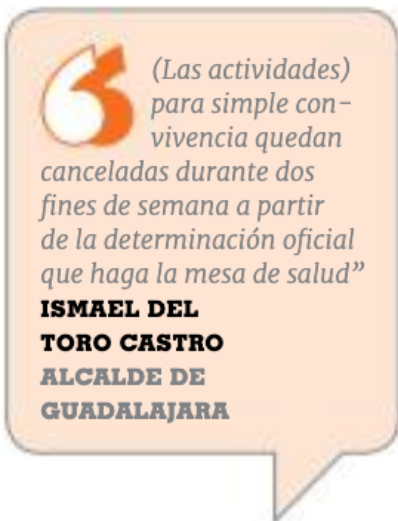 (Las actividades)
para simple con-
vivencia quedan
canceladas durante dos
fines de semana a partir
de la determinación oficial
que haga la mesa de salud”
ISMAEL DEL
TORO CASTRO
ALCALDE DE
GUADALAJARA